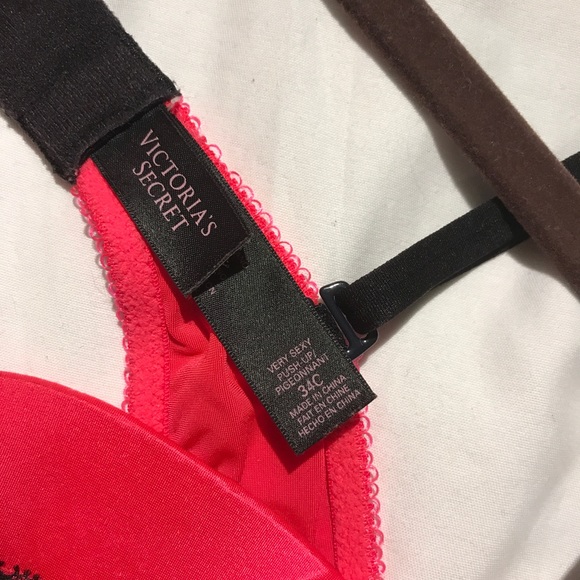 VICTORIA'S
SECRET
VERY SEXY
PUSH-UP/
PIGEONNANT
34C
MADE IN CHINA
FAIT EN CHINE
HECHO EN CHINA